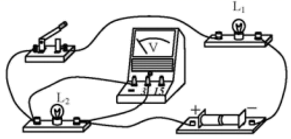 L₁
V
- 3 15
L₂
+ −